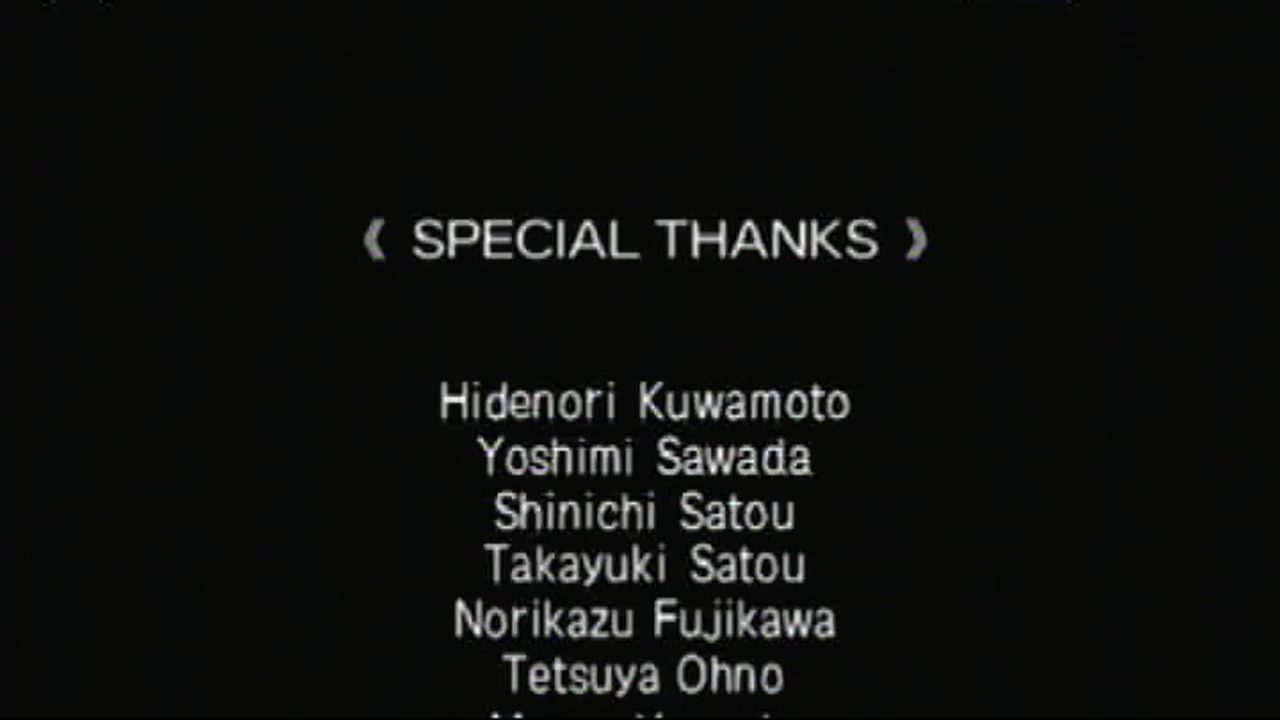 《 SPECIAL THANKS 》
Hidenori Kuwamoto
Yoshimi Sawada
Shinichi Satou
Takayuki Satou
Norikazu Fujikawa
Tetsuya Ohno